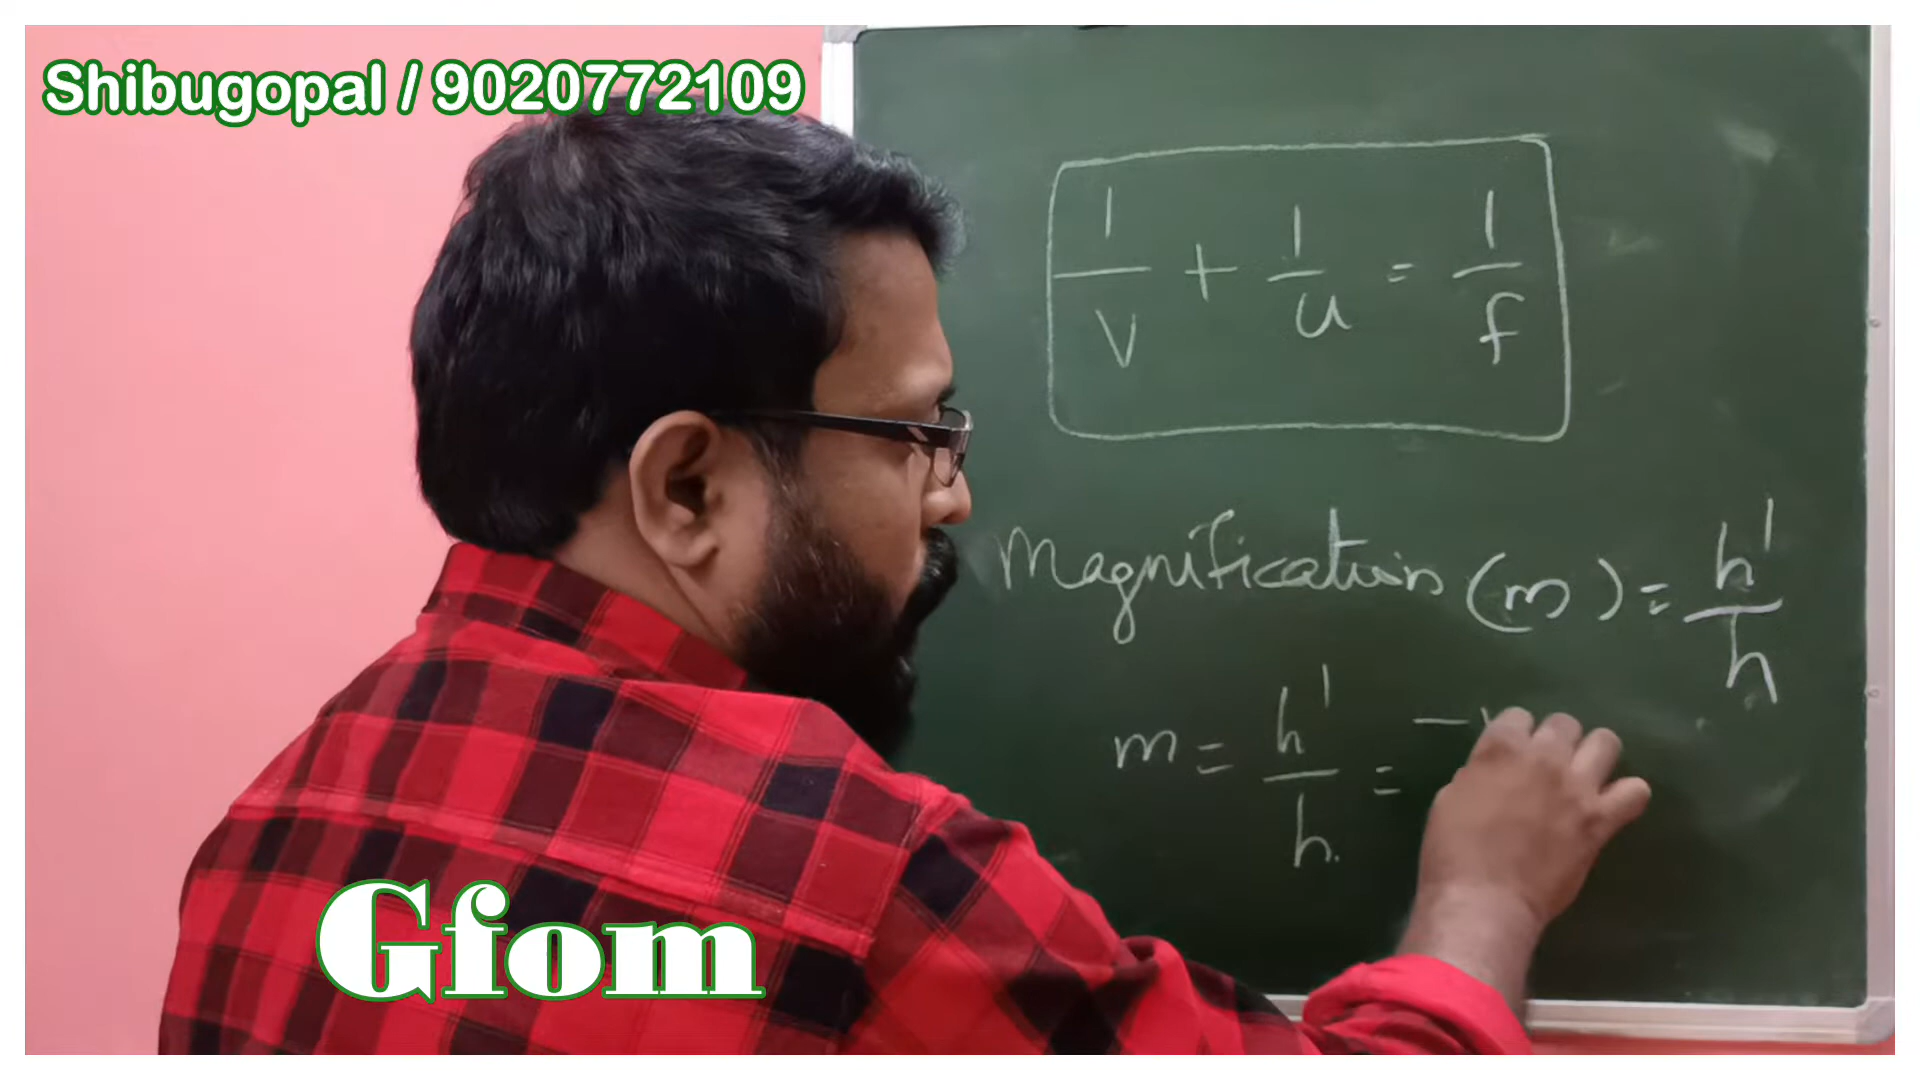 Shibugopal / 9020772109
1/v + 1/u = 1/f
Magnification (m) = h'/h
m = h'/h = -v
Gfom